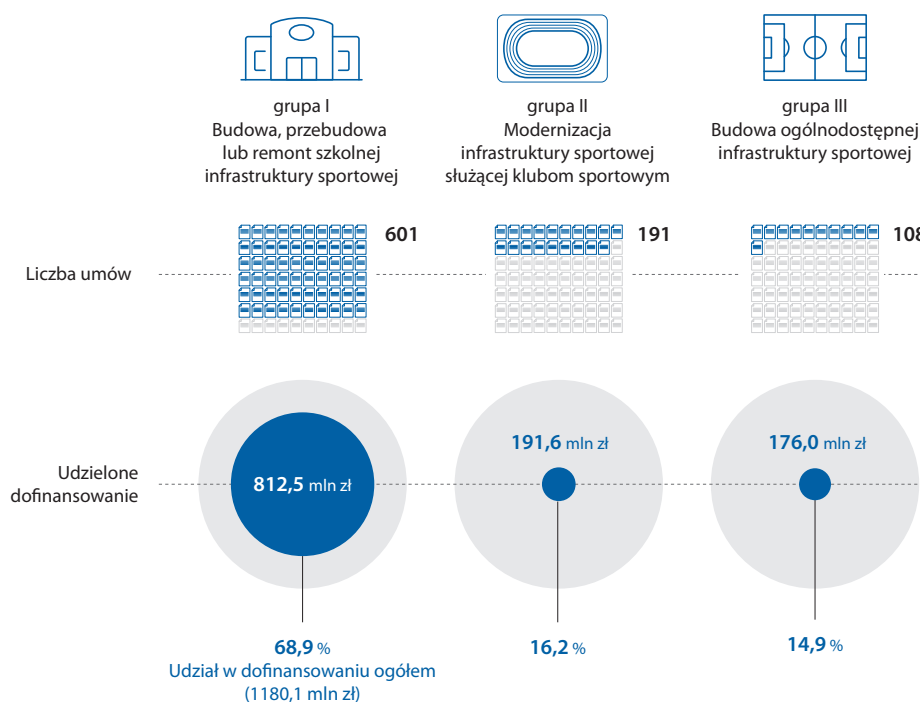 grupa I
Budowa, przebudowa
lub remont szkolnej
infrastruktury sportowej
grupa II
Modernizacja
infrastruktury sportowej
służącej klubom sportowym
grupa III
Budowa ogólnodostępnej
infrastruktury sportowej
Liczba umów
601
191
108
Udzielone
dofinansowanie
812,5 mln zł
191,6 mln zł
176,0 mln zł
68,9 %
Udział w dofinansowaniu ogółem
(1180,1 mln zł)
16,2 %
14,9 %